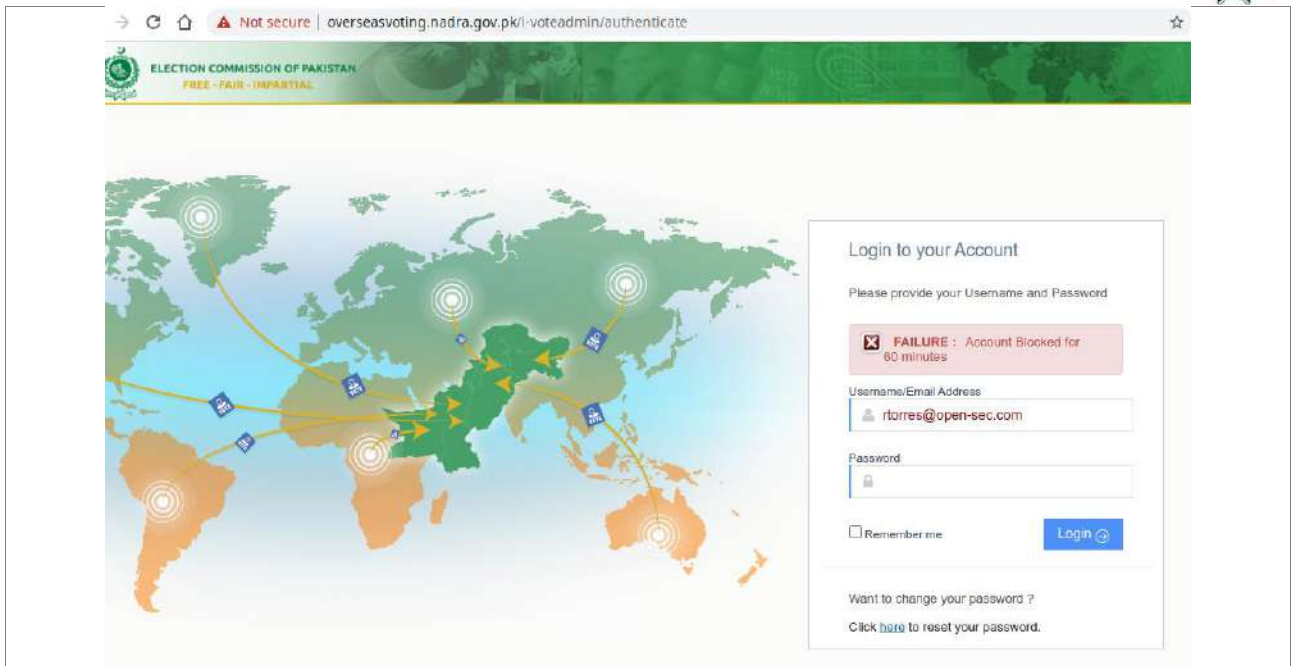 Not secure | overseasvoting.nadra.gov.pk/i-voteadmin/authenticate
ELECTION COMMISSION OF PAKISTAN
FREE - FAIR - IMPARTIAL
Login to your Account
Please provide your Username and Password
FAILURE : Account Blocked for
60 minutes
Username/Email Address
rtorres@open-sec.com
Password
Remember me
Login
Want to change your password ?
Click here to reset your password.